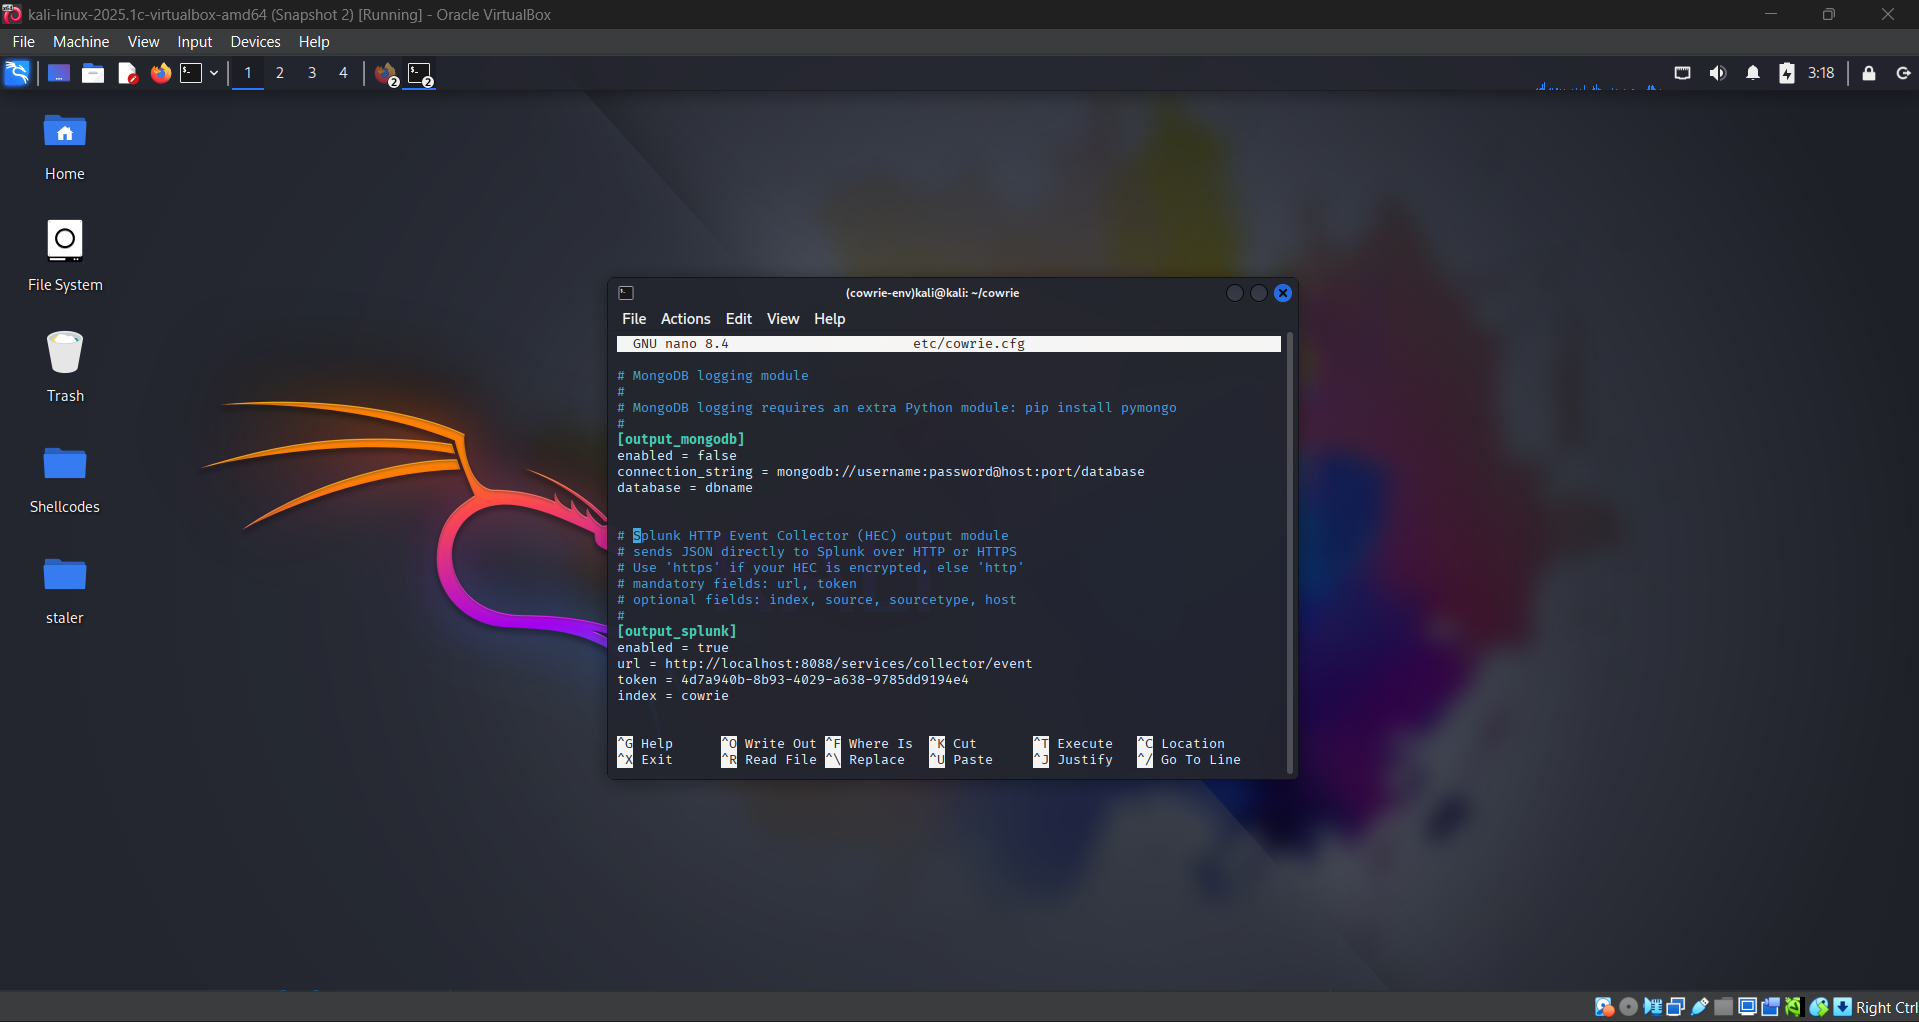 kali-linux-2025.1c-virtualbox-amd64 (Snapshot 2) [Running] - Oracle VirtualBox
File Machine View Input Devices Help
1 2 3 4 2 2 3:18
Home
File System
Trash
Shellcodes
staler
(cowrie-env)kali@kali: ~/cowrie
File Actions Edit View Help
GNU nano 8.4 etc/cowrie.cfg
# MongoDB logging module
#
# MongoDB logging requires an extra Python module: pip install pymongo
#
[output_mongodb]
enabled = false
connection_string = mongodb://username:password@host:port/database
database = dbname
# Splunk HTTP Event Collector (HEC) output module
# sends JSON directly to Splunk over HTTP or HTTPS
# Use 'https' if your HEC is encrypted, else 'http'
# mandatory fields: url, token
# optional fields: index, source, sourcetype, host
#
[output_splunk]
enabled = true
url = http://localhost:8088/services/collector/event
token = 4d7a940b-8b93-4029-a638-9785dd9194e4
index = cowrie
^G Help ^O Write Out ^F Where Is ^K Cut ^T Execute ^C Location
^X Exit ^R Read File ^\ Replace ^U Paste ^J Justify ^/ Go To Line
Right Ctrl